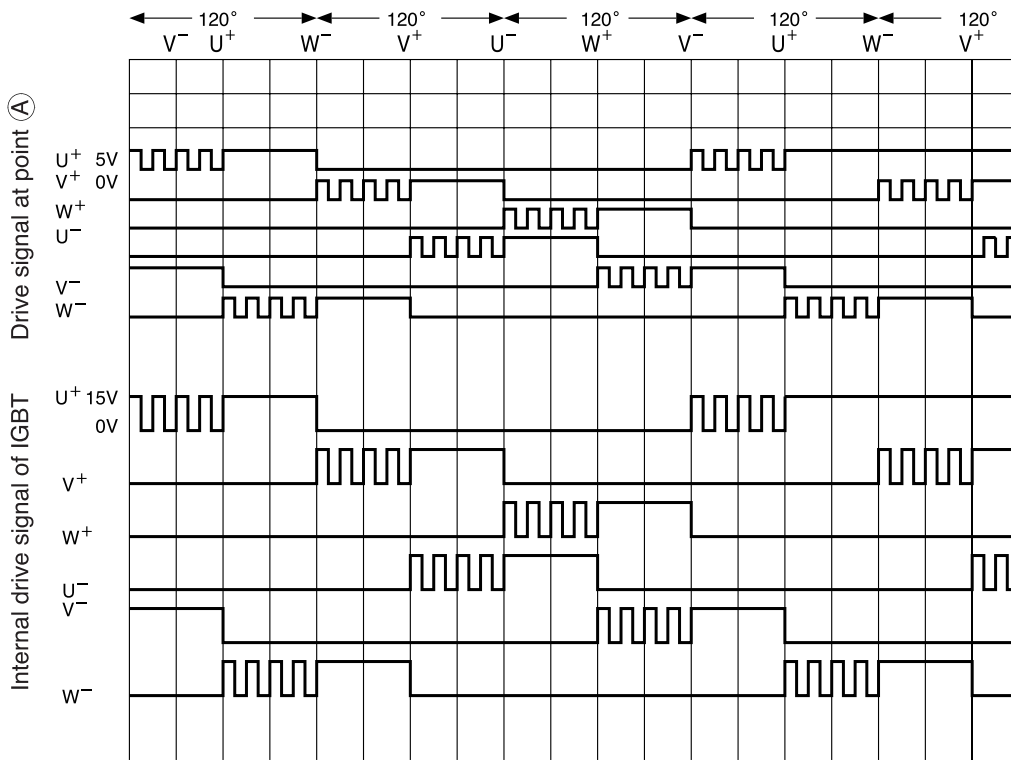 120° 120° 120° 120° 120°
V⁻ U⁺ W⁻ V⁺ U⁻ W⁺ V⁻ U⁺ W⁻ V⁺
Drive signal at point Ⓐ
U⁺ 5V
V⁺ 0V
W⁺
U⁻
V⁻
W⁻
Internal drive signal of IGBT
U⁺ 15V
0V
V⁺
W⁺
U⁻
V⁻
W⁻